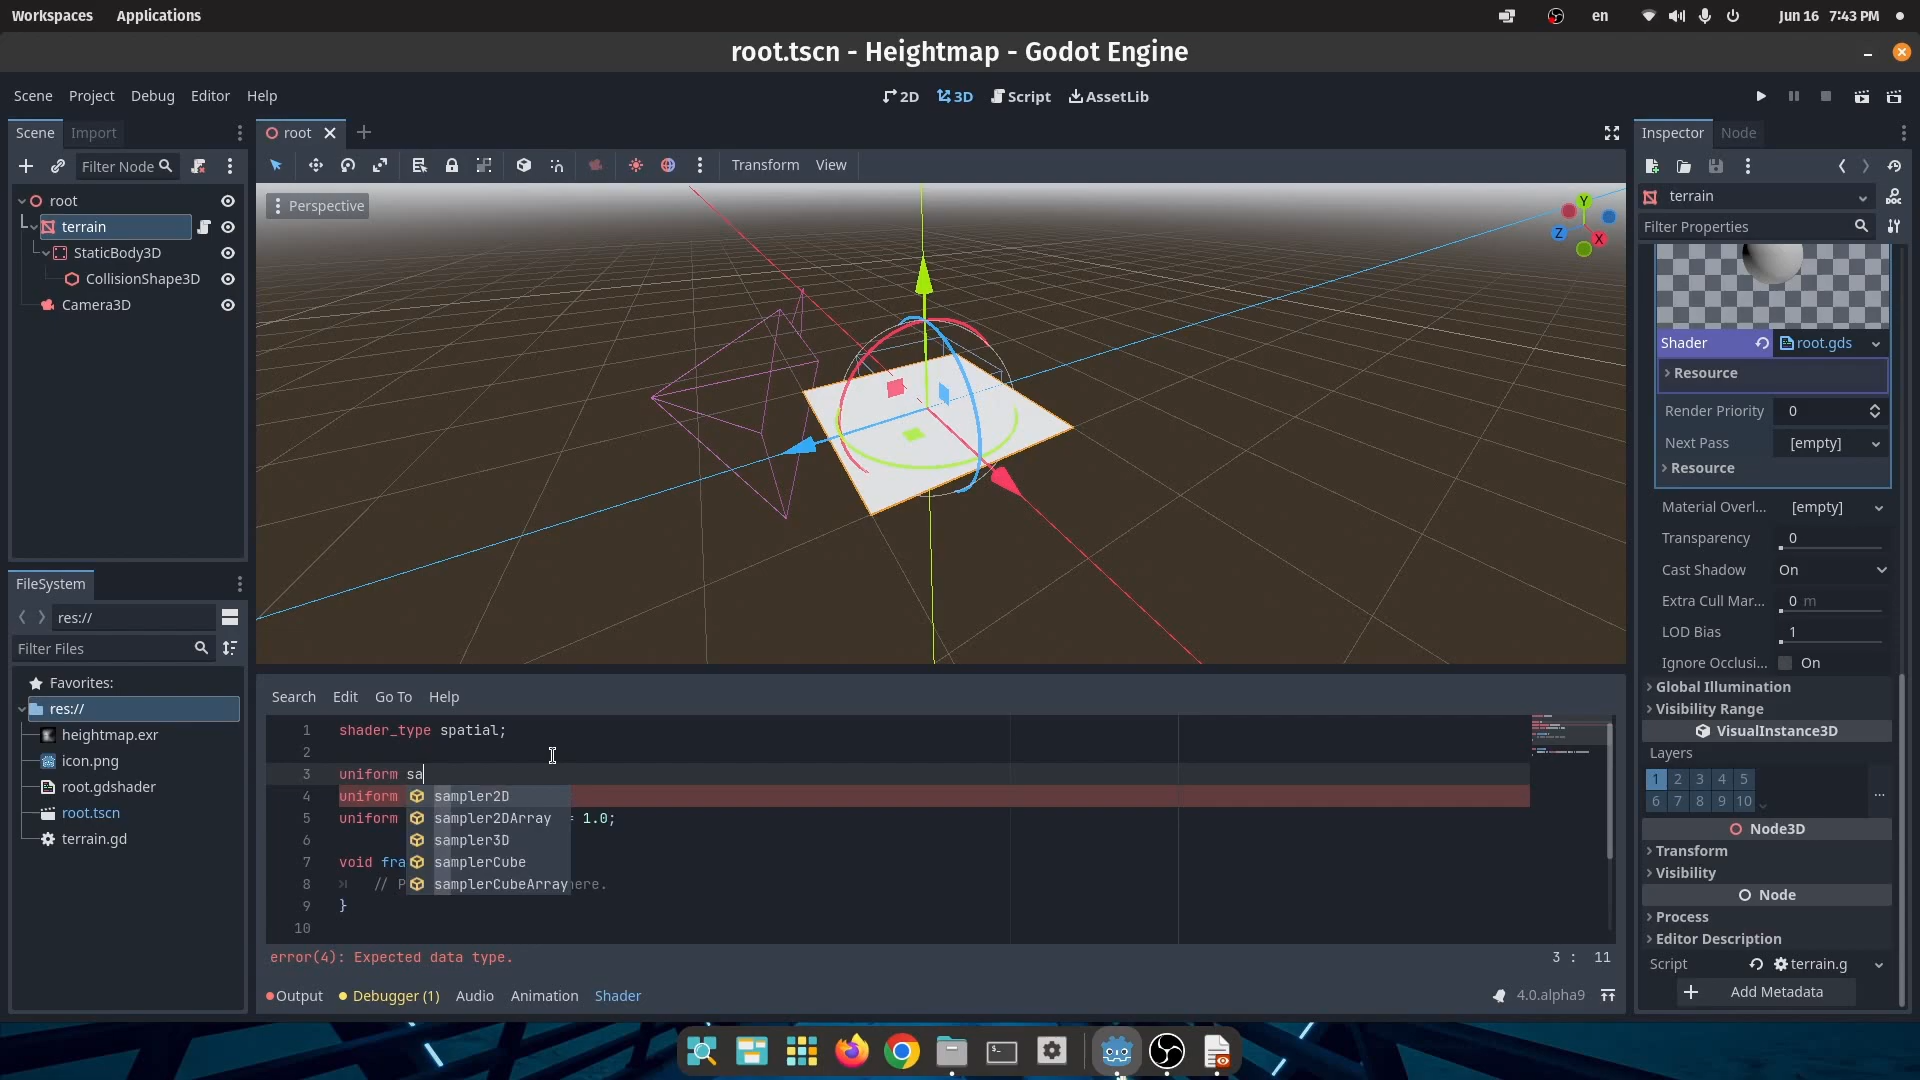 Workspaces Applications en Jun 16 7:43 PM
root.tscn - Heightmap - Godot Engine
Scene Project Debug Editor Help 2D 3D Script AssetLib
Scene Import
Filter Node
root
terrain
StaticBody3D
CollisionShape3D
Camera3D
FileSystem
res://
Filter Files
Favorites:
res://
heightmap.exr
icon.png
root.gdshader
root.tscn
terrain.gd
root
Transform View
Perspective
Y
Z
X
Search Edit Go To Help
1 shader_type spatial;
2
3 uniform sa
4 uniform sampler2D
5 uniform sampler2DArray = 1.0;
6 sampler3D
7 void fra samplerCube
8 // P samplerCubeArray ere.
9 }
10
error(4): Expected data type. 3 : 11
Output Debugger (1) Audio Animation Shader 4.0.alpha9
Inspector Node
terrain
Filter Properties
Shader root.gds
Resource
Render Priority 0
Next Pass [empty]
Resource
Material Overl... [empty]
Transparency 0
Cast Shadow On
Extra Cull Mar... 0 m
LOD Bias 1
Ignore Occlusi... On
Global Illumination
Visibility Range
VisualInstance3D
Layers
1 2 3 4 5
6 7 8 9 10
...
Node3D
Transform
Visibility
Node
Process
Editor Description
Script terrain.g
Add Metadata